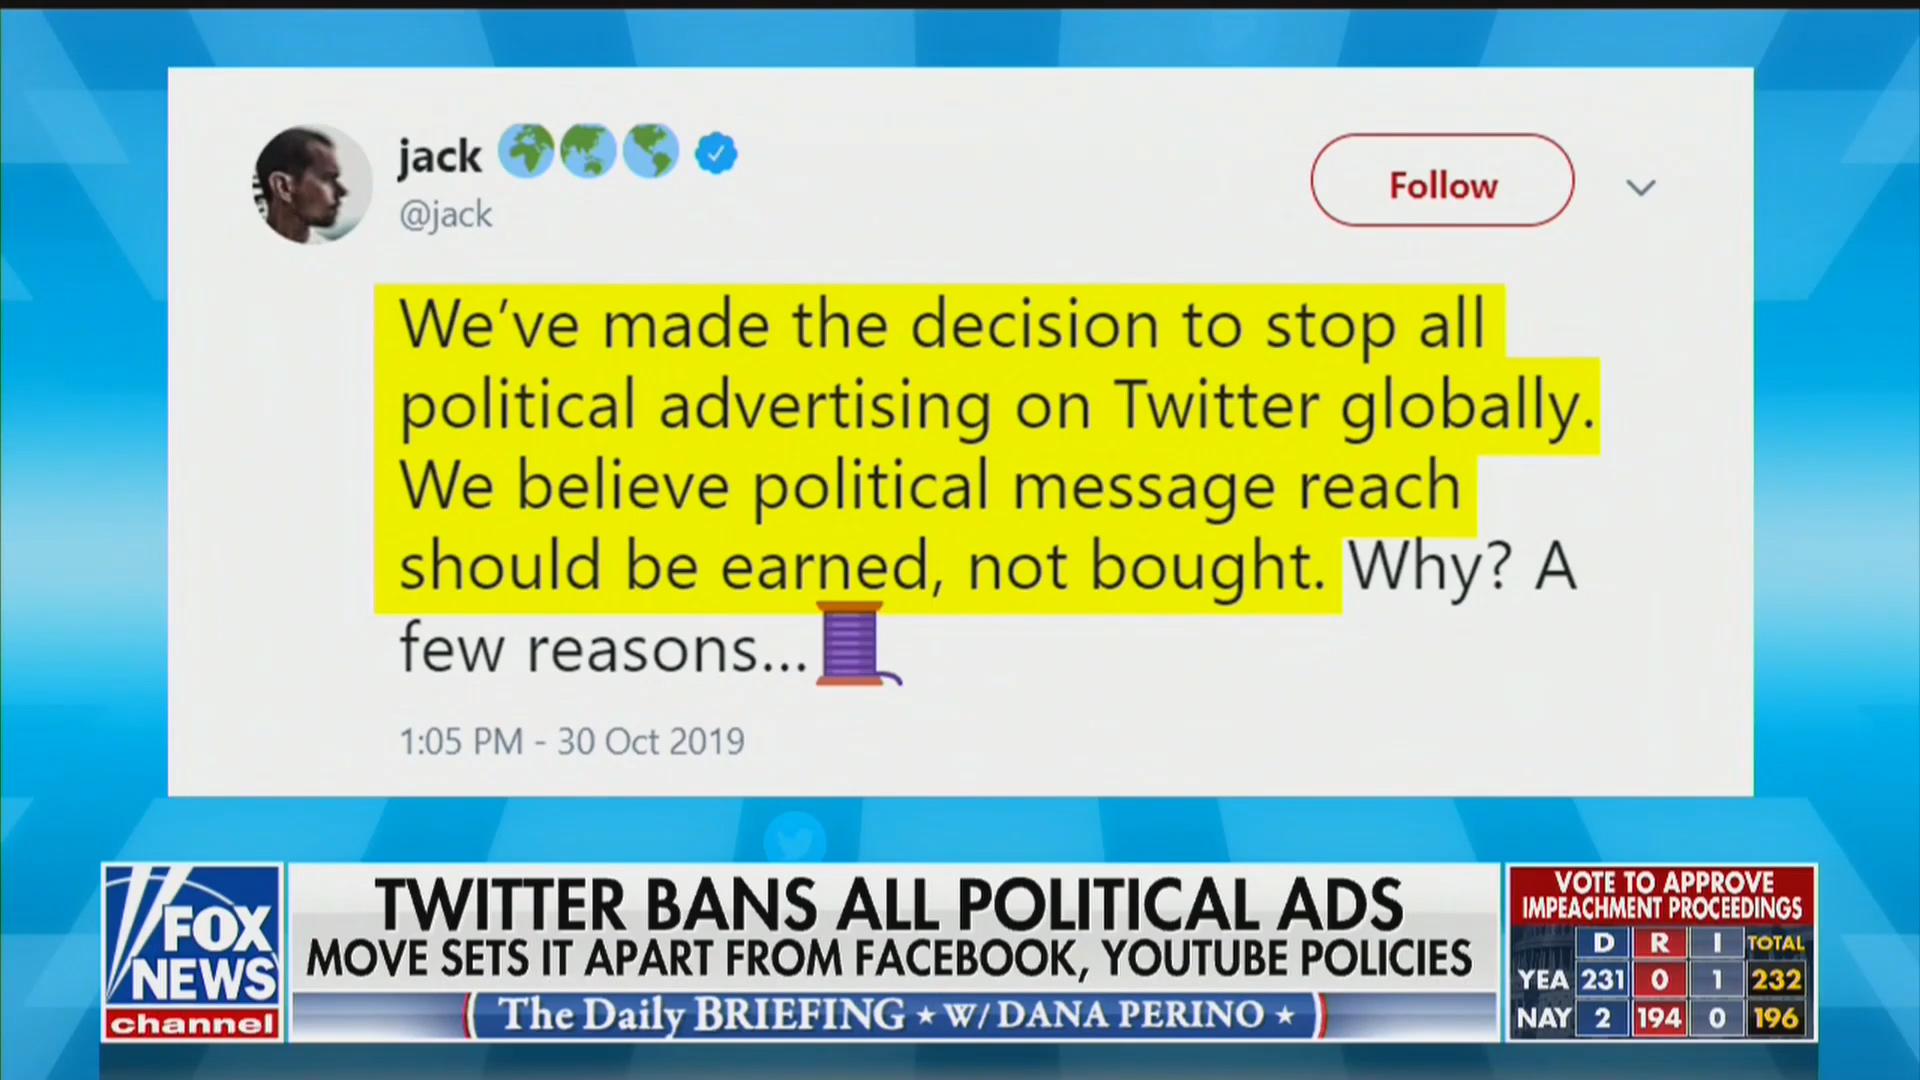 jack
@jack
Follow
We've made the decision to stop all
political advertising on Twitter globally.
We believe political message reach
should be earned, not bought. Why? A
few reasons...
1:05 PM - 30 Oct 2019
FOX
NEWS
channel
TWITTER BANS ALL POLITICAL ADS
MOVE SETS IT APART FROM FACEBOOK, YOUTUBE POLICIES
The Daily BRIEFING ★ W/ DANA PERINO ★
VOTE TO APPROVE
IMPEACHMENT PROCEEDINGS
D R I TOTAL
YEA 231 0 1 232
NAY 2 194 0 196